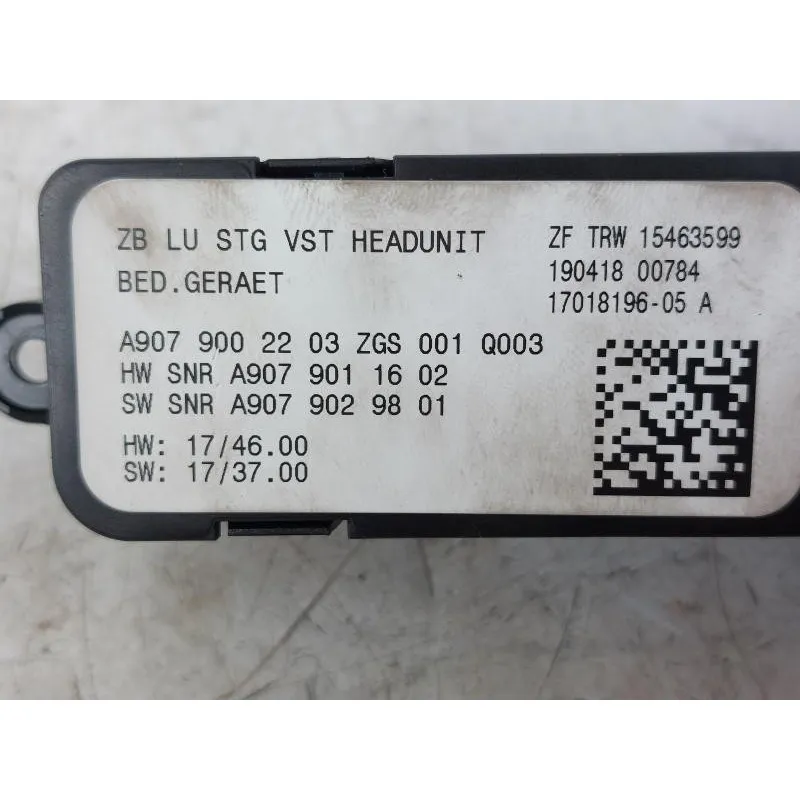 ZB LU STG VST HEADUNIT
BED.GERAET
ZF TRW 15463599
190418 00784
17018196-05 A
A907 900 22 03 ZGS 001 Q003
HW SNR A907 901 16 02
SW SNR A907 902 98 01
HW: 17/46.00
SW: 17/37.00